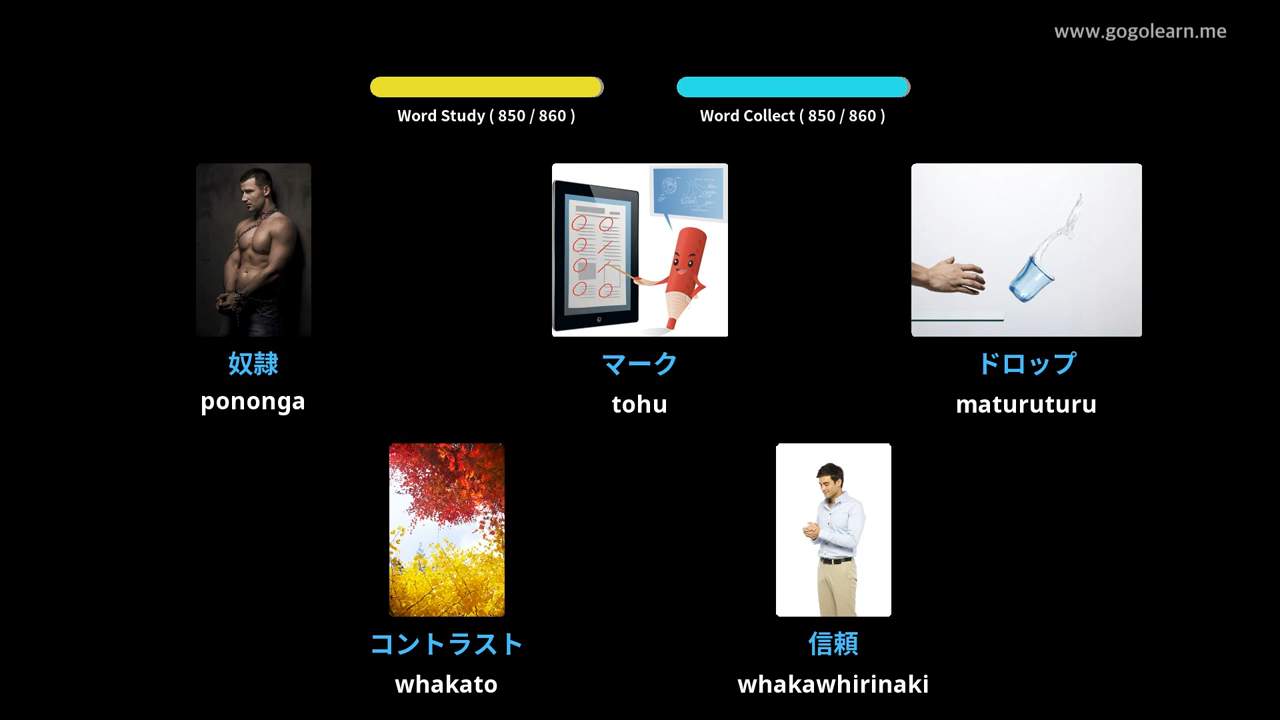 www.gogolearn.me
Word Study ( 850 / 860 )
Word Collect ( 850 / 860 )
奴隷
pononga
マーク
tohu
ドロップ
maturuturu
コントラスト
whakato
信頼
whakawhirinaki